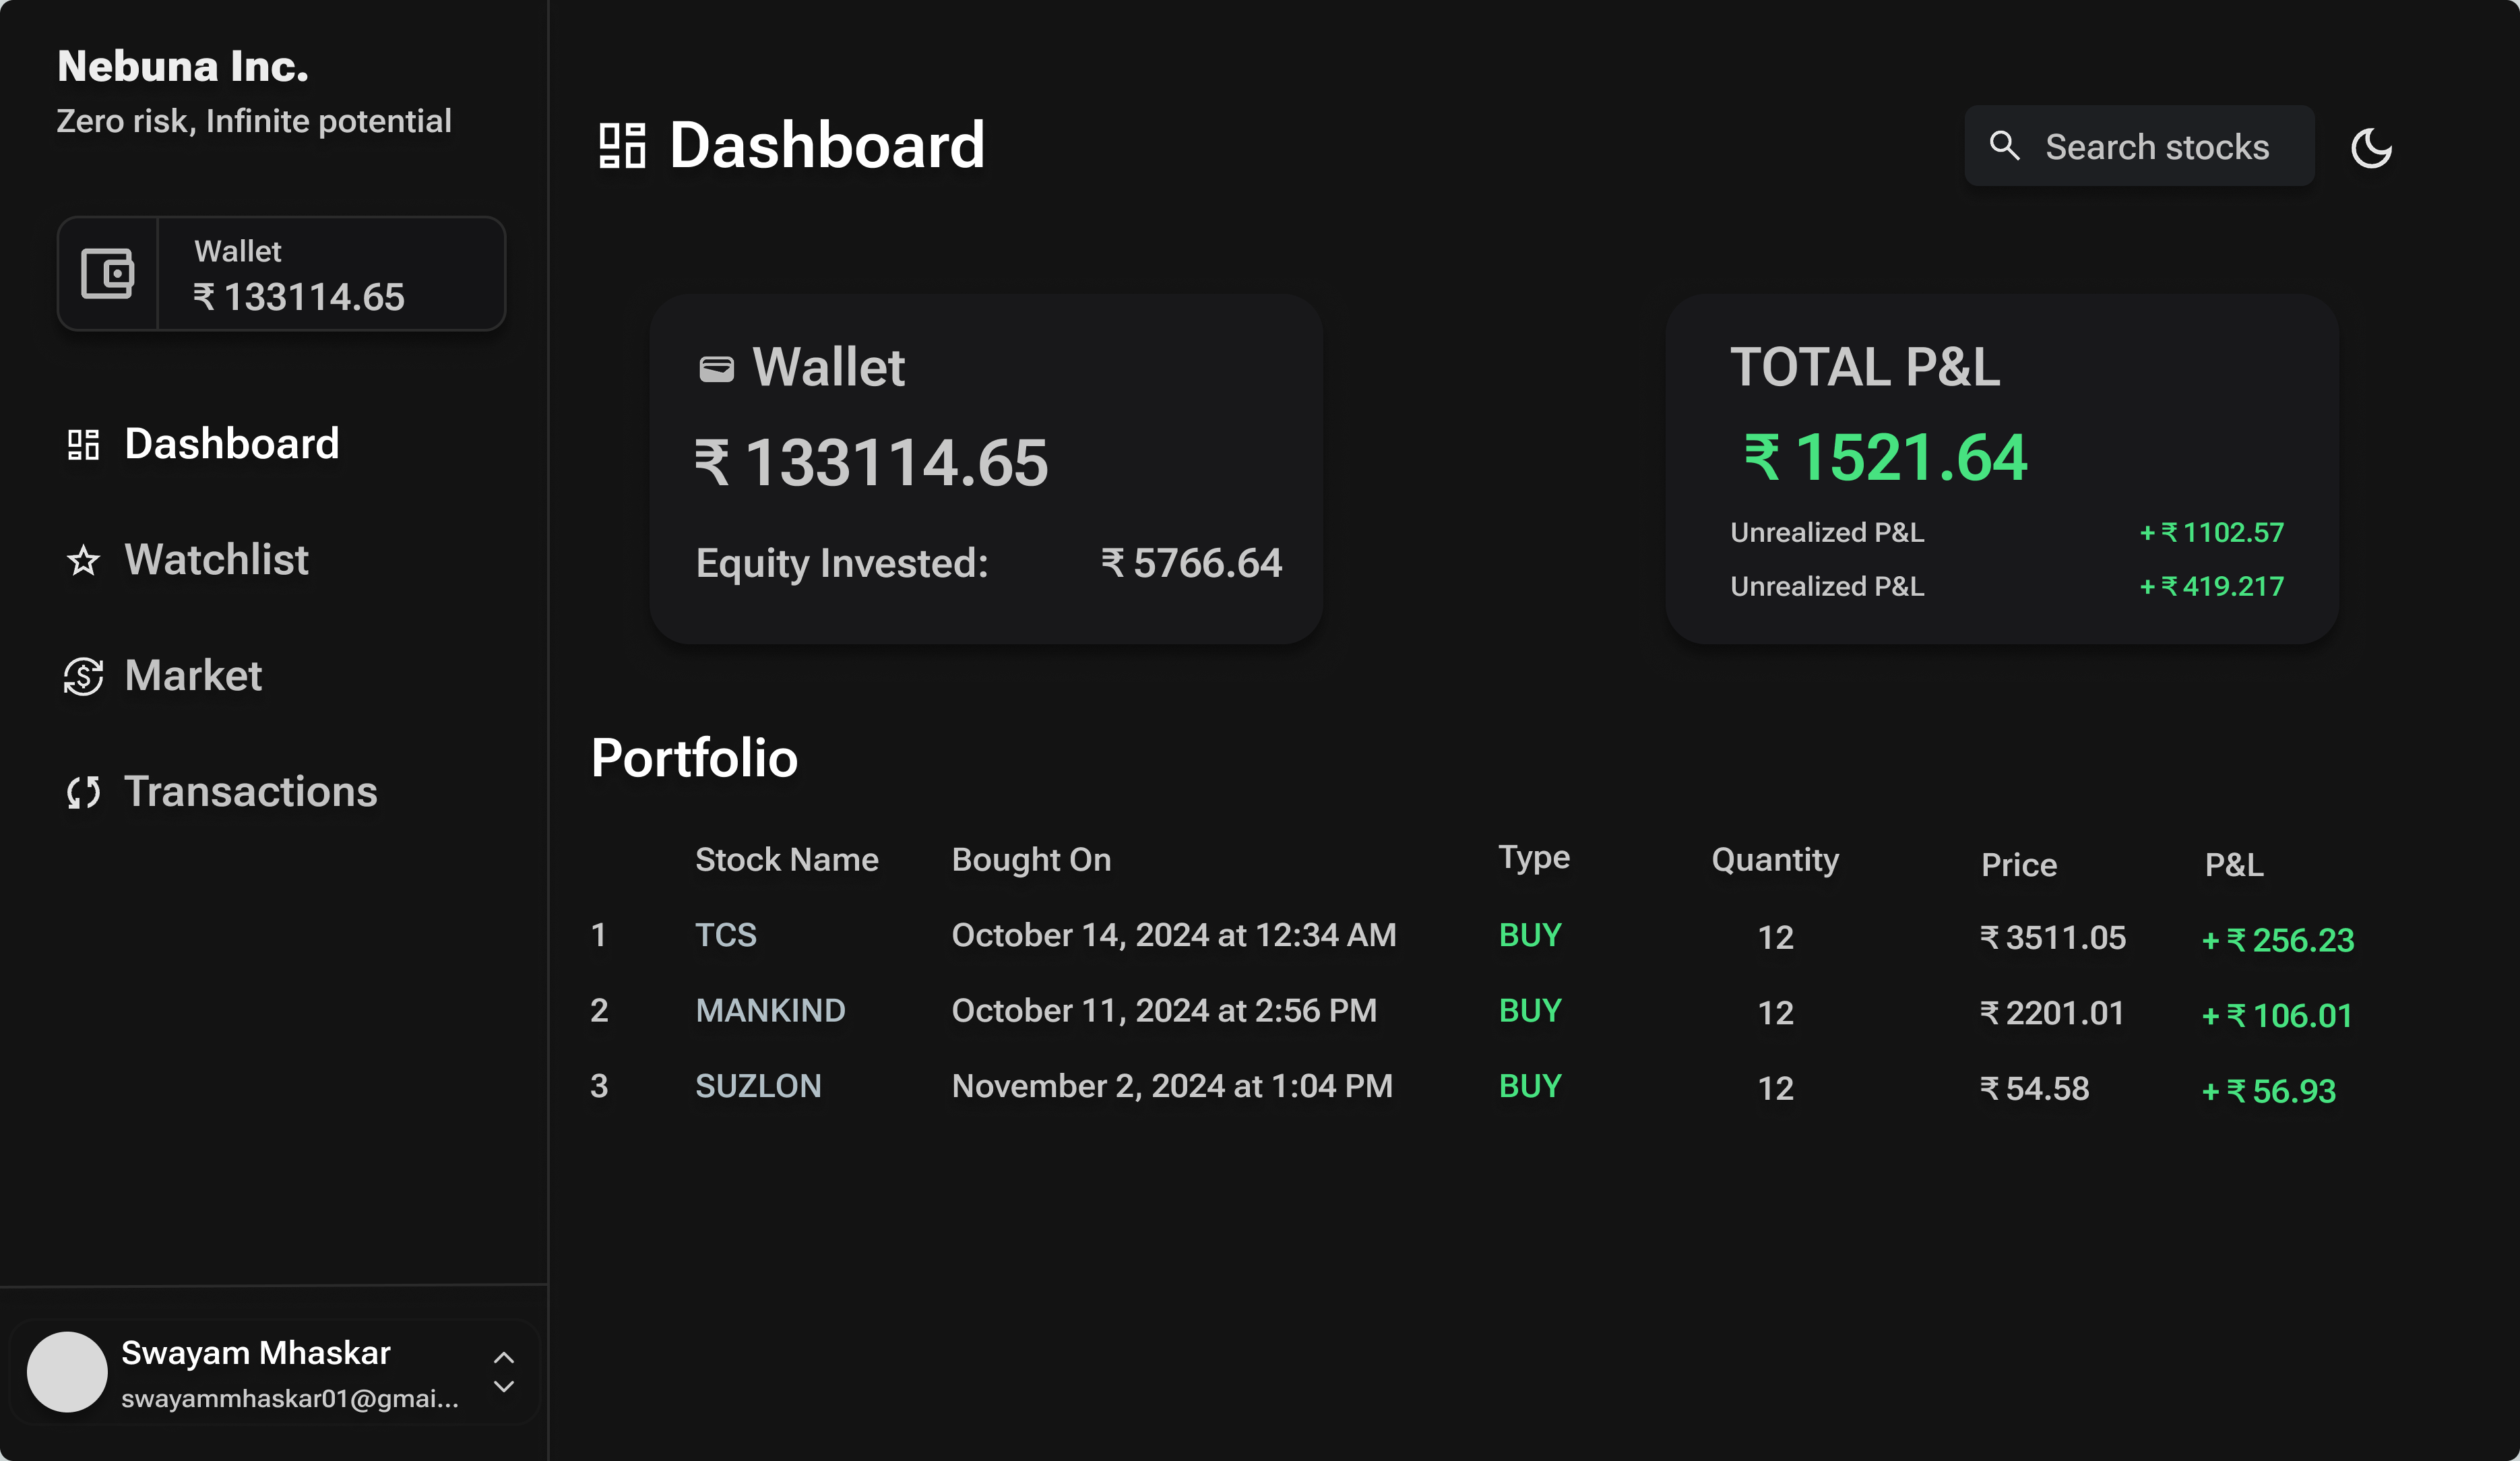 Nebuna Inc.
Zero risk, Infinite potential
Wallet
₹ 133114.65
Dashboard
Watchlist
Market
Transactions
Swayam Mhaskar
swayammhaskar01@gmai...
Dashboard
Search stocks
Wallet
₹ 133114.65
Equity Invested: ₹ 5766.64
TOTAL P&L
₹ 1521.64
Unrealized P&L + ₹ 1102.57
Unrealized P&L + ₹ 419.217
Portfolio
Stock Name Bought On Type Quantity Price P&L
1 TCS October 14, 2024 at 12:34 AM BUY 12 ₹ 3511.05 + ₹ 256.23
2 MANKIND October 11, 2024 at 2:56 PM BUY 12 ₹ 2201.01 + ₹ 106.01
3 SUZLON November 2, 2024 at 1:04 PM BUY 12 ₹ 54.58 + ₹ 56.93